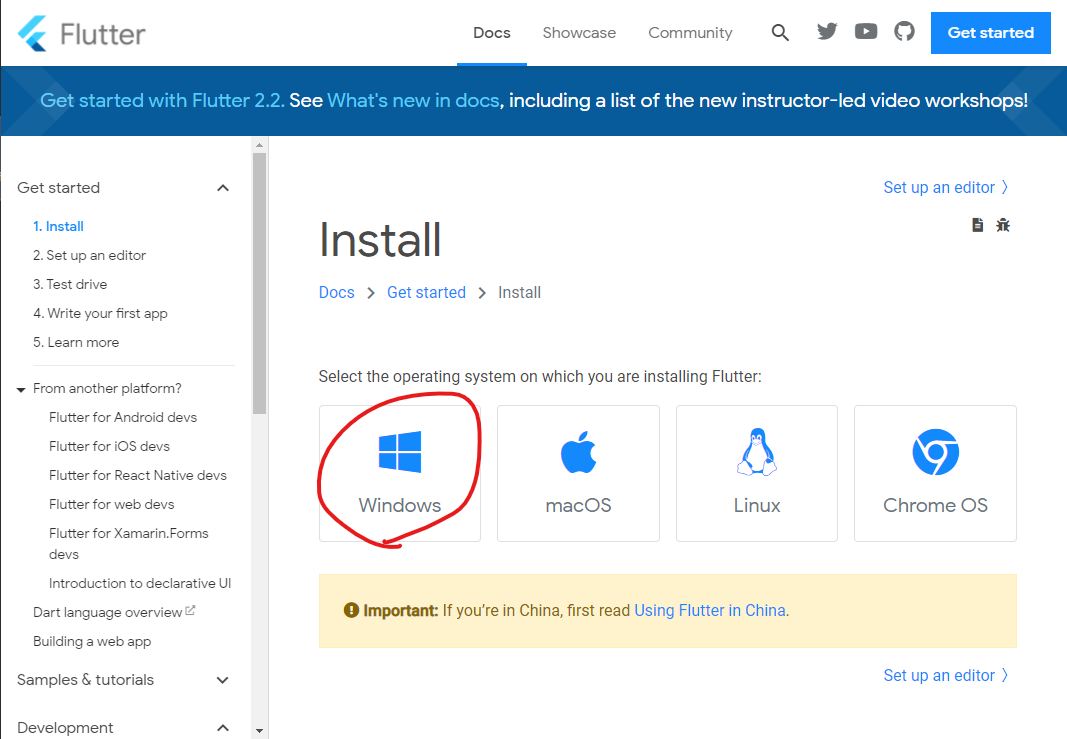 Flutter
Docs
Showcase
Community
Get started
Get started with Flutter 2.2. See What's new in docs, including a list of the new instructor-led video workshops!
Get started
1. Install
2. Set up an editor
3. Test drive
4. Write your first app
5. Learn more
From another platform?
Flutter for Android devs
Flutter for iOS devs
Flutter for React Native devs
Flutter for web devs
Flutter for Xamarin.Forms
devs
Introduction to declarative UI
Dart language overview
Building a web app
Samples & tutorials
Development
Set up an editor 〉
Install
Docs > Get started > Install
Select the operating system on which you are installing Flutter:
Windows
macOS
Linux
Chrome OS
Important: If you’re in China, first read Using Flutter in China.
Set up an editor 〉